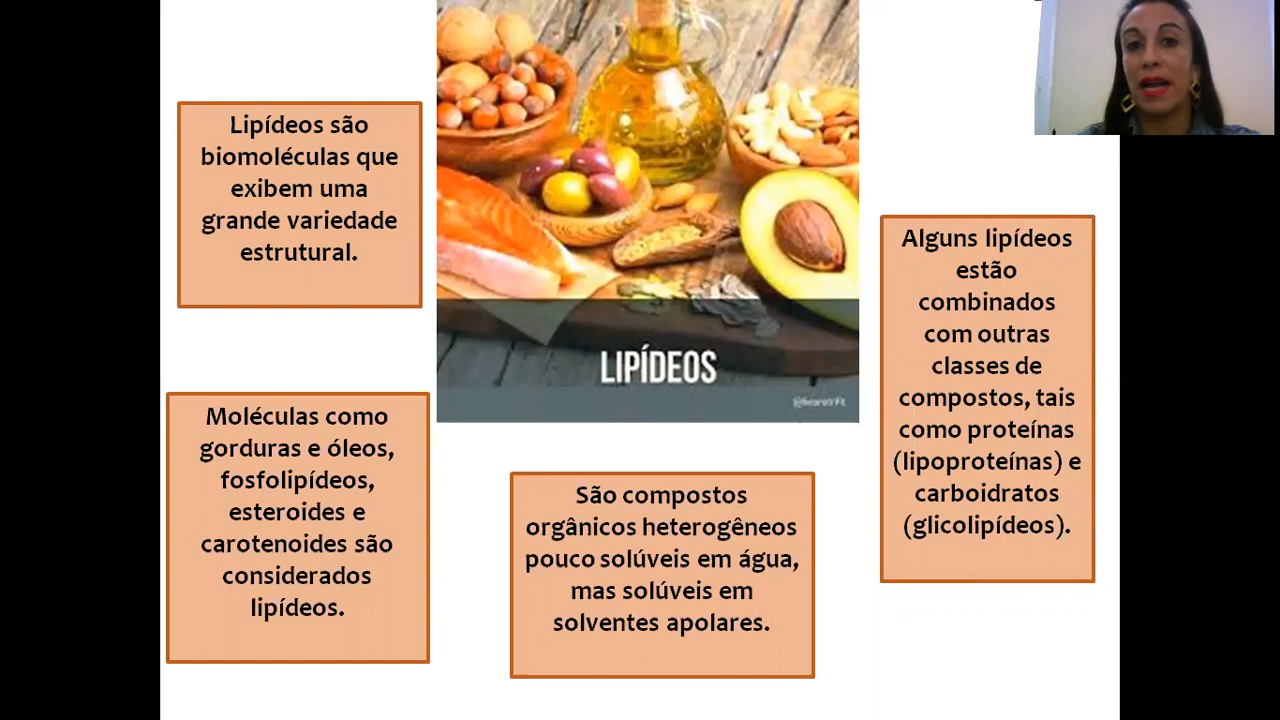 Lipídeos são
biomoléculas que
exibem uma
grande variedade
estrutural.
Moléculas como
gorduras e óleos,
fosfolipídeos,
esteroides e
carotenoides são
considerados
lipídeos.
LIPÍDEOS
São compostos
orgânicos heterogêneos
pouco solúveis em água,
mas solúveis em
solventes apolares.
Alguns lipídeos
estão
combinados
com outras
classes de
compostos, tais
como proteínas
(lipoproteínas) e
carboidratos
(glicolipídeos).